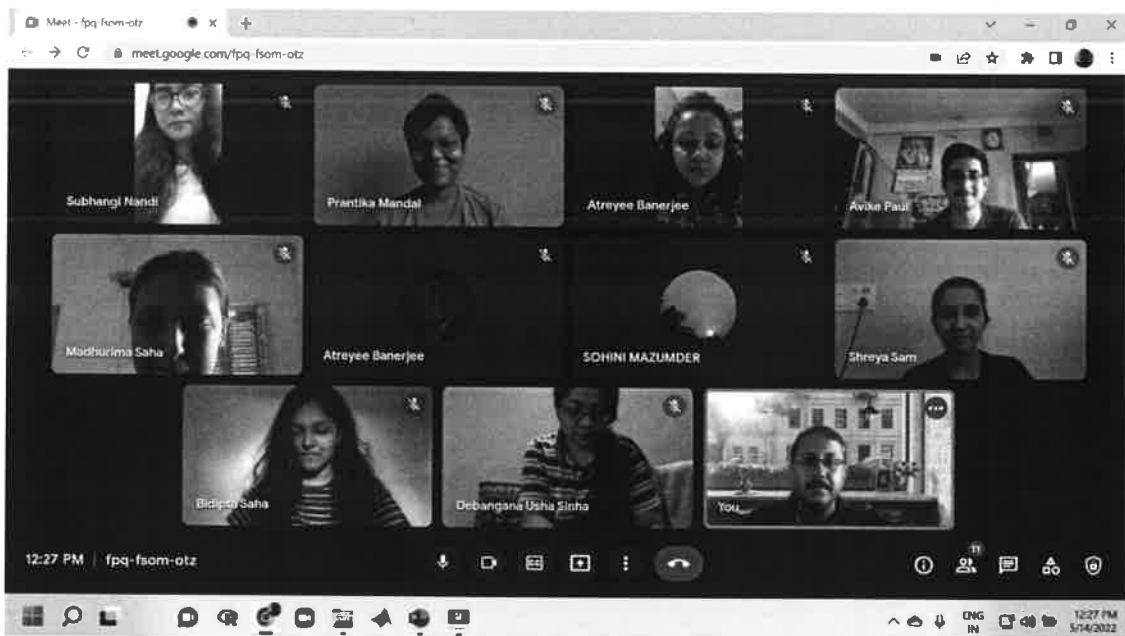 Meet - fpq-fsom-otz
meet.google.com/fpq-fsom-otz
Subhangi Nandi
Prantika Mandal
Atreyee Banerjee
Avike Paul
Madhurima Saha
Atreyee Banerjee
SOHINI MAZUMDER
Shreya Sam
Bidipta Saha
Debangana Usha Sinha
You
12:27 PM | fpq-fsom-otz
11
ENG
IN
12:27 PM
5/14/2022